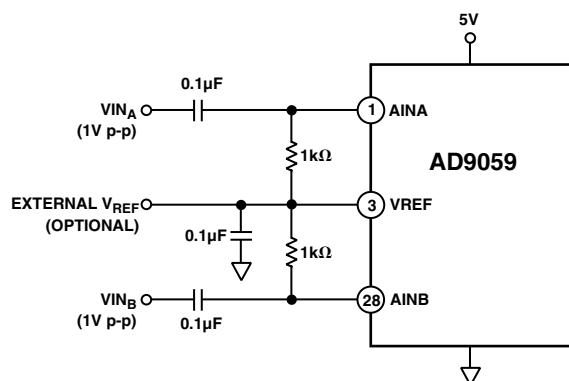 5V
0.1µF
VINA
(1V p-p)
1
AINA
1kΩ
AD9059
EXTERNAL VREF
(OPTIONAL)
3
VREF
0.1µF
1kΩ
VINB
(1V p-p)
0.1µF
28
AINB